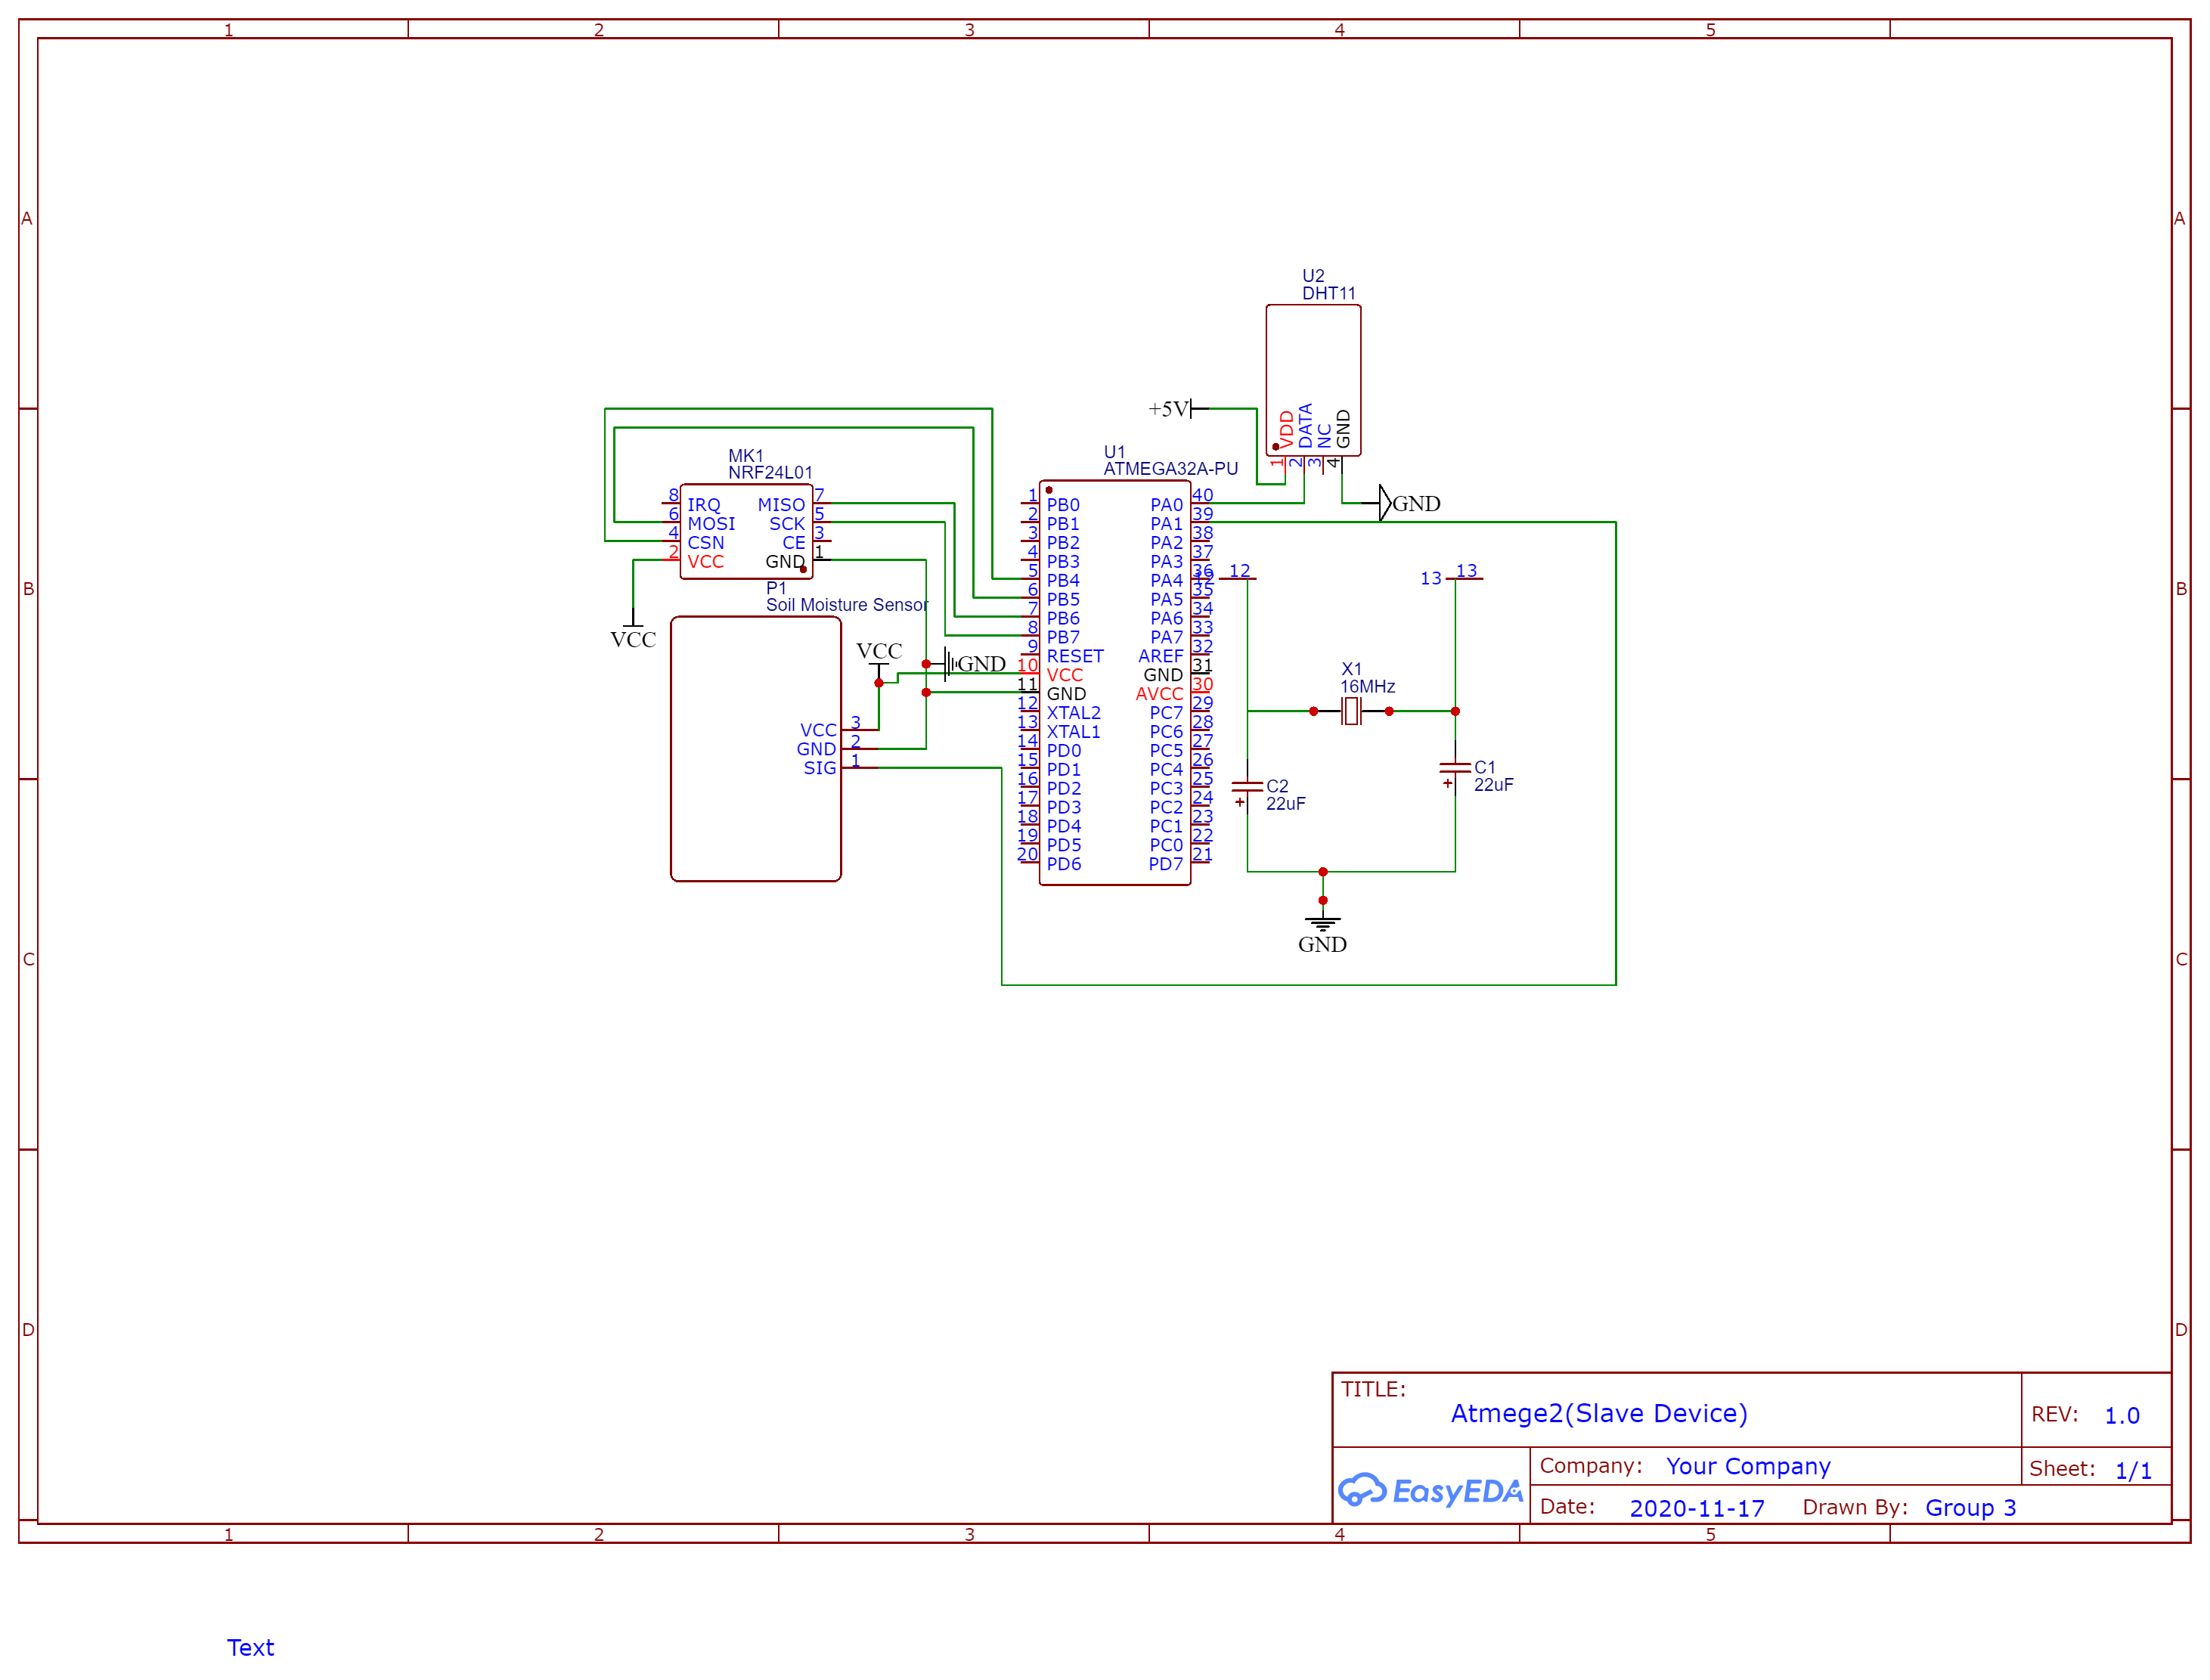 1 2 3 4 5
A A
U2
DHT11
VDD DATA NC GND
1 2 3 4
+5V
GND
MK1
NRF24L01
8 IRQ MISO 7
6 MOSI SCK 5
4 CSN CE 3
2 VCC GND 1
VCC
P1
Soil Moisture Sensor
VCC
GND
VCC 3
GND 2
SIG 1
U1
ATMEGA32A-PU
1 PB0 PA0 40
2 PB1 PA1 39
3 PB2 PA2 38
4 PB3 PA3 37
5 PB4 PA4 36
6 PB5 PA5 35
7 PB6 PA6 34
8 PB7 PA7 33
9 RESET AREF 32
10 VCC GND 31
11 GND AVCC 30
12 XTAL2 PC7 29
13 XTAL1 PC6 28
14 PD0 PC5 27
15 PD1 PC4 26
16 PD2 PC3 25
17 PD3 PC2 24
18 PD4 PC1 23
19 PD5 PC0 22
20 PD6 PD7 21
12 12
13 13
X1
16MHz
C2
22uF
C1
22uF
GND
B B
C C
D D
TITLE:
Atmege2(Slave Device)
REV: 1.0
EasyEDA
Company: Your Company
Sheet: 1/1
Date: 2020-11-17 Drawn By: Group 3
1 2 3 4 5
Text